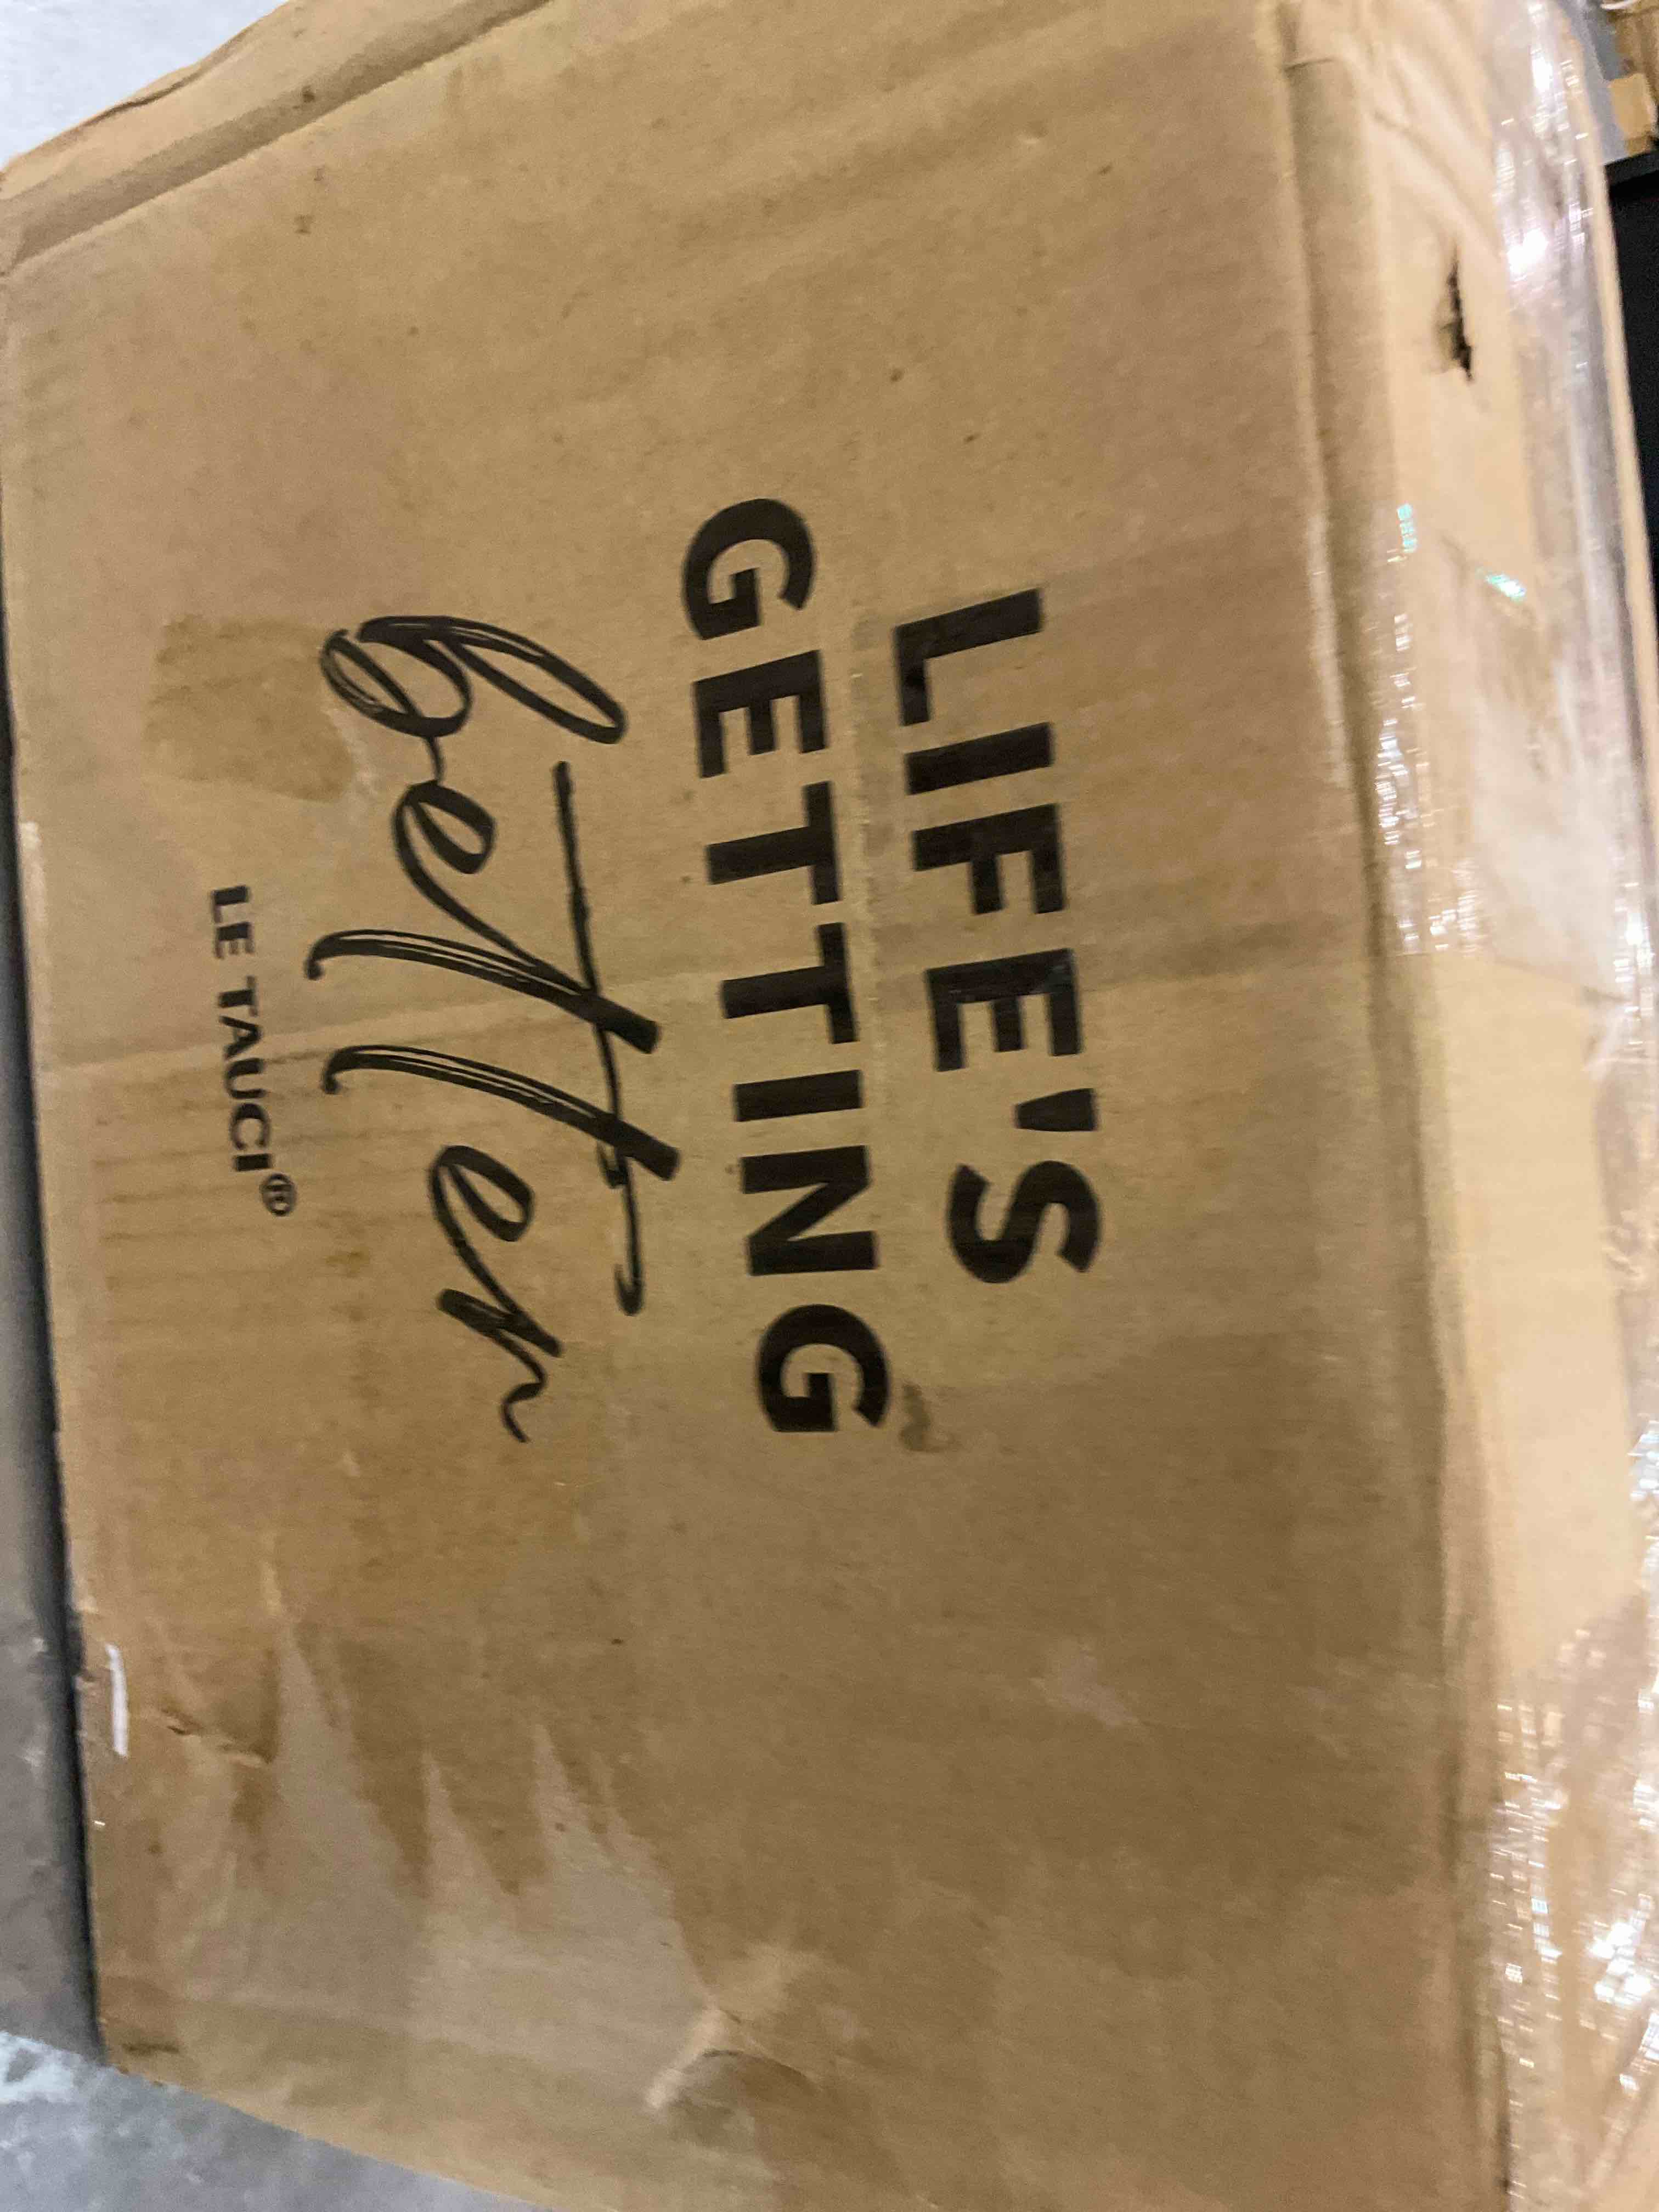 LIFE'S
GETTING
better
LE TAUCI®